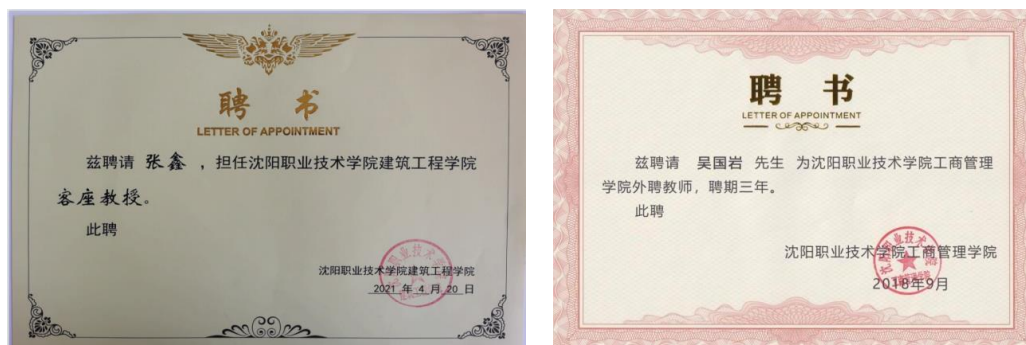 聘 书
LETTER OF APPOINTMENT
兹聘请 张鑫 ，担任沈阳职业技术学院建筑工程学院
客座教授。
此聘
沈阳职业技术学院建筑工程学院
2021 年 4 月 20 日
聘 书
LETTER OF APPOINTMENT
兹聘请 吴国岩 先生 为沈阳职业技术学院工商管理
学院外聘教师，聘期三年。
此聘
沈阳职业技术学院工商管理学院
2018年9月